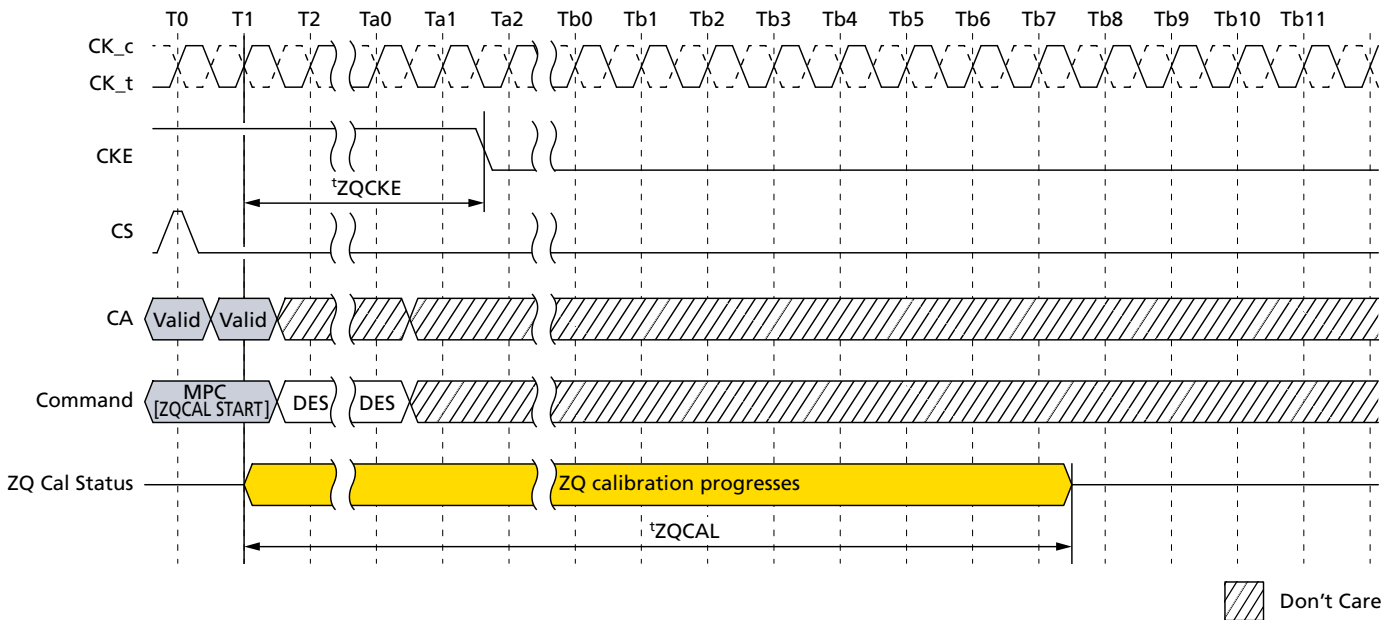 T0 T1 T2 Ta0 Ta1 Ta2 Tb0 Tb1 Tb2 Tb3 Tb4 Tb5 Tb6 Tb7 Tb8 Tb9 Tb10 Tb11
CK_c
CK_t
CKE
tZQCKE
CS
CA Valid Valid
Command MPC [ZQCAL START] DES DES
ZQ Cal Status ZQ calibration progresses
tZQCAL
Don't Care